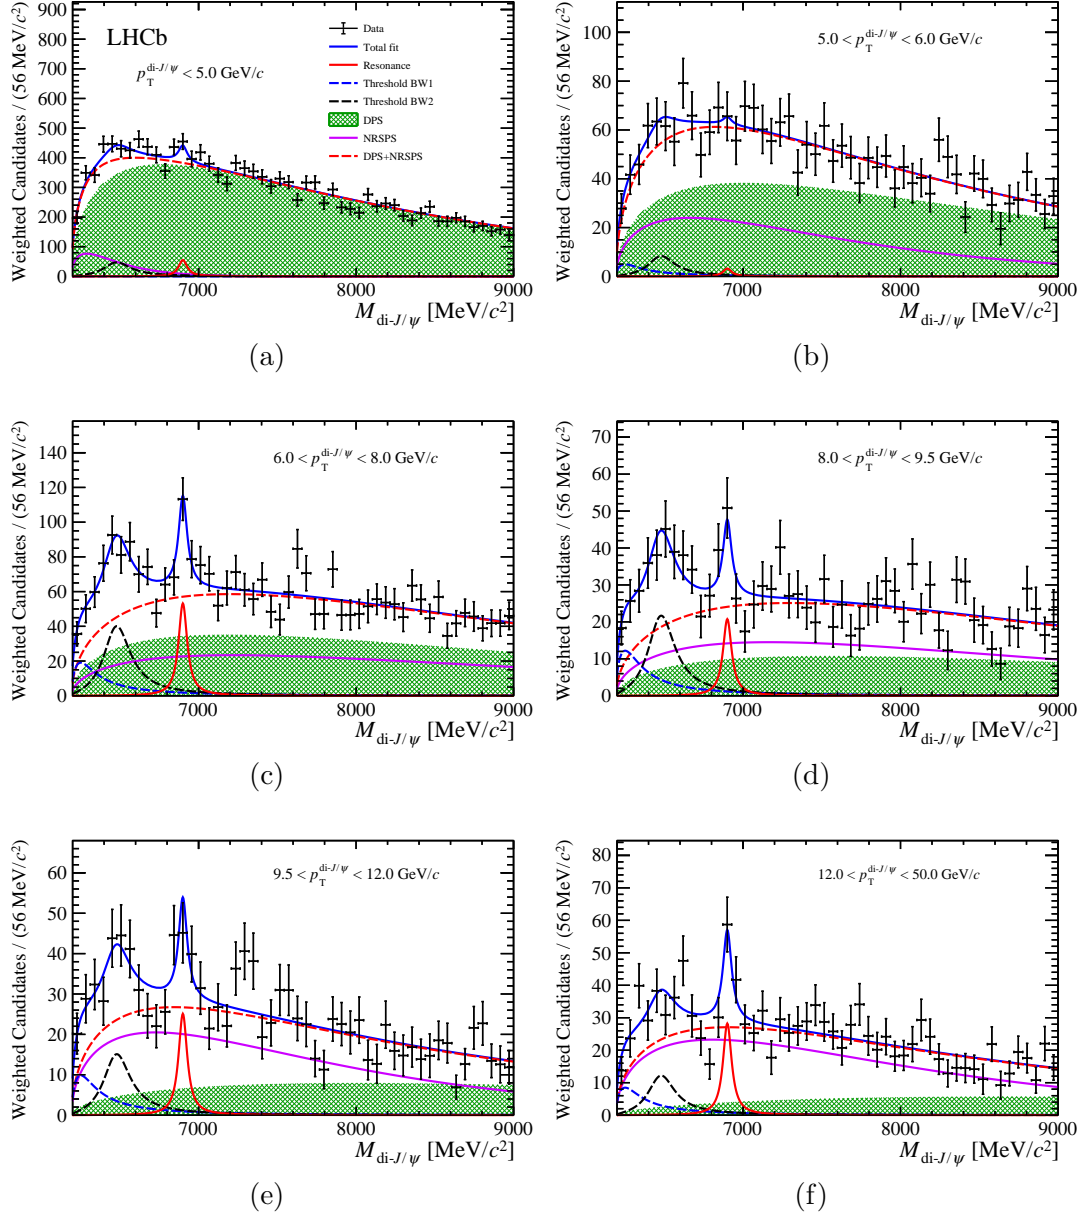 LHCb
p_T^{di-J/ψ} < 5.0 GeV/c
Data
Total fit
Resonance
Threshold BW1
Threshold BW2
DPS
NRSPS
DPS+NRSPS
Weighted Candidates / (56 MeV/c²)
900
800
700
600
500
400
300
200
100
0
7000 8000 9000
M_{di-J/ψ} [MeV/c²]
(a)
5.0 < p_T^{di-J/ψ} < 6.0 GeV/c
Weighted Candidates / (56 MeV/c²)
100
80
60
40
20
0
7000 8000 9000
M_{di-J/ψ} [MeV/c²]
(b)
6.0 < p_T^{di-J/ψ} < 8.0 GeV/c
Weighted Candidates / (56 MeV/c²)
140
120
100
80
60
40
20
0
7000 8000 9000
M_{di-J/ψ} [MeV/c²]
(c)
8.0 < p_T^{di-J/ψ} < 9.5 GeV/c
Weighted Candidates / (56 MeV/c²)
70
60
50
40
30
20
10
0
7000 8000 9000
M_{di-J/ψ} [MeV/c²]
(d)
9.5 < p_T^{di-J/ψ} < 12.0 GeV/c
Weighted Candidates / (56 MeV/c²)
60
50
40
30
20
10
0
7000 8000 9000
M_{di-J/ψ} [MeV/c²]
(e)
12.0 < p_T^{di-J/ψ} < 50.0 GeV/c
Weighted Candidates / (56 MeV/c²)
80
70
60
50
40
30
20
10
0
7000 8000 9000
M_{di-J/ψ} [MeV/c²]
(f)